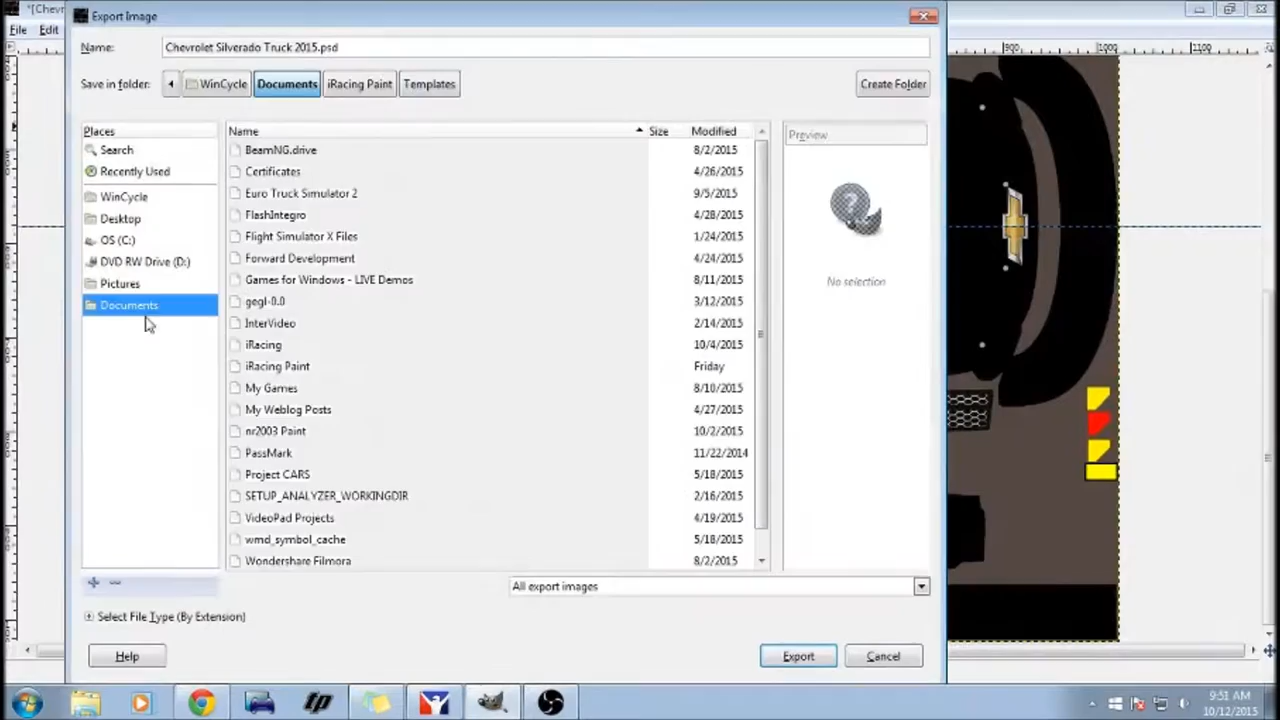 *[Chevr
Export Image
File Edit
Name: Chevrolet Silverado Truck 2015.psd
Save in folder: WinCycle Documents iRacing Paint Templates Create Folder
900 1000 1100
Places
Search
Recently Used
WinCycle
Desktop
OS (C:)
DVD RW Drive (D:)
Pictures
Documents
Name Size Modified
BeamNG.drive 8/2/2015
Certificates 4/26/2015
Euro Truck Simulator 2 9/5/2015
FlashIntegro 4/28/2015
Flight Simulator X Files 1/24/2015
Forward Development 4/24/2015
Games for Windows - LIVE Demos 8/11/2015
gegl-0.0 3/12/2015
InterVideo 2/14/2015
iRacing 10/4/2015
iRacing Paint Friday
My Games 8/10/2015
My Weblog Posts 4/27/2015
nr2003 Paint 10/2/2015
PassMark 11/22/2014
Project CARS 5/18/2015
SETUP_ANALYZER_WORKINGDIR 2/16/2015
VideoPad Projects 4/19/2015
wmd_symbol_cache 5/18/2015
Wondershare Filmora 8/2/2015
Preview
No selection
All export images
Select File Type (By Extension)
Help Export Cancel
9:51 AM
10/12/2015